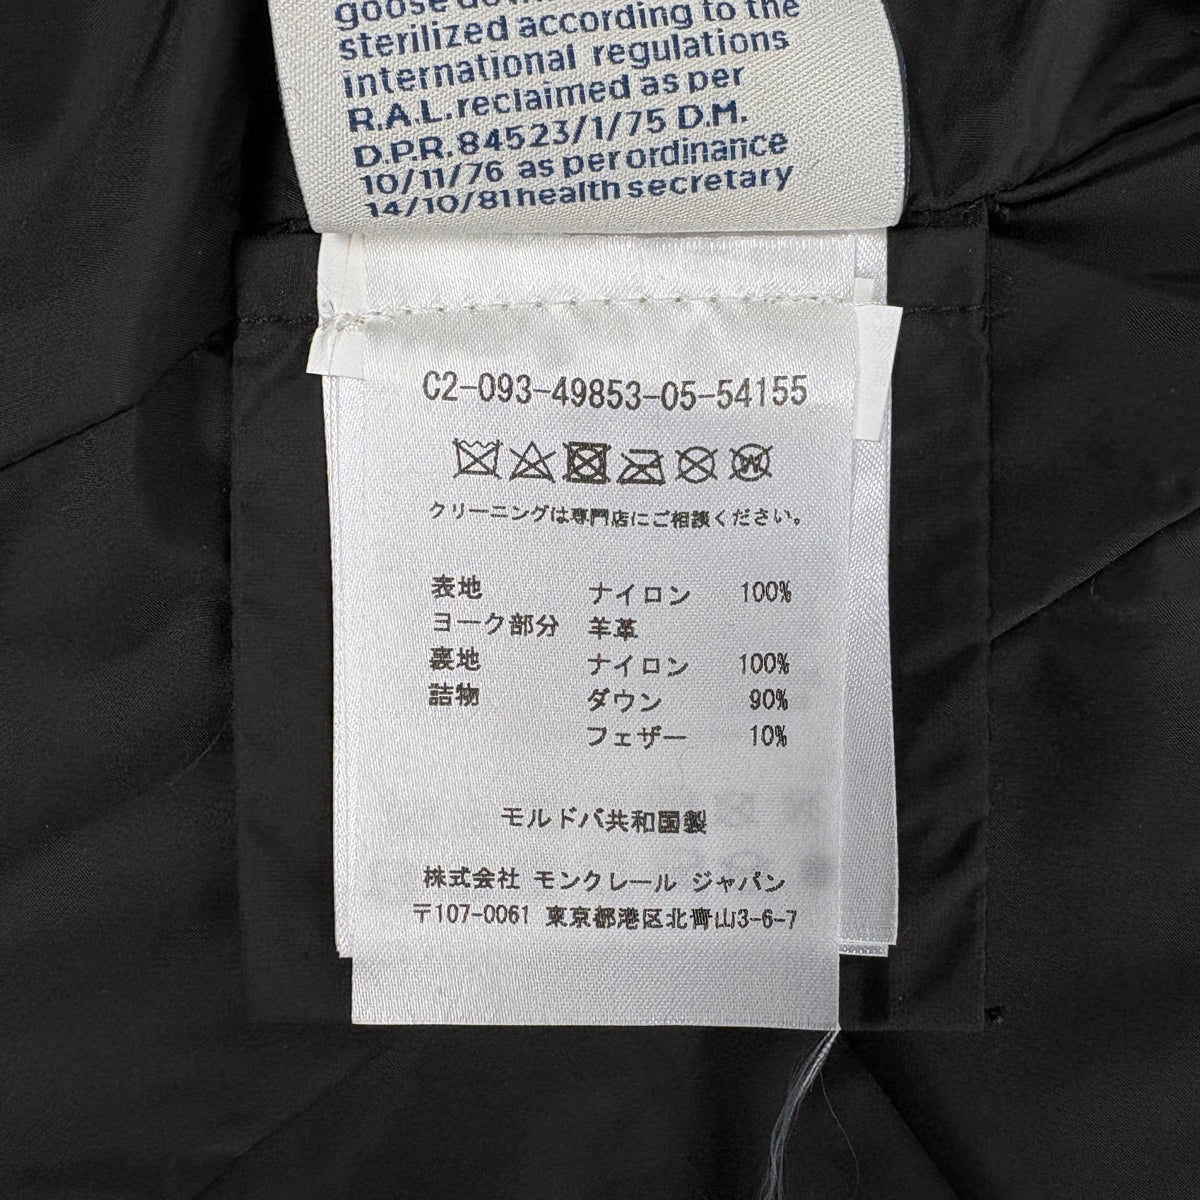 goose down
sterilized according to the
international regulations
R.A.L. reclaimed as per
D.P.R. 84523/1/75 D.M.
10/11/76 as per ordinance
14/10/81 health secretary
C2-093-49853-05-54155
クリーニングは専門店にご相談ください。
表地 ナイロン 100%
ヨーク部分 羊革
裏地 ナイロン 100%
詰物 ダウン 90%
フェザー 10%
モルドバ共和国製
株式会社 モンクレール ジャパン
〒107-0061 東京都港区北青山3-6-7